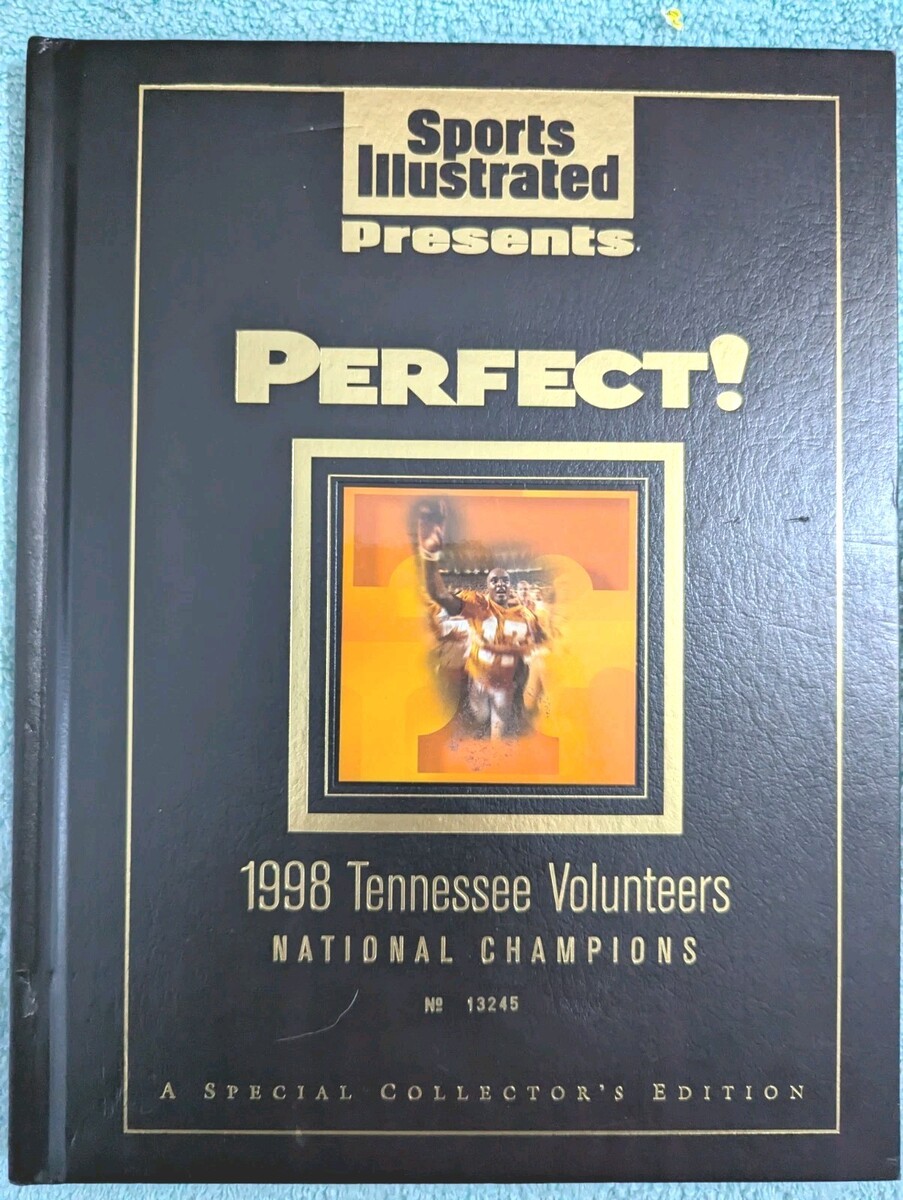 Sports
Illustrated
Presents
PERFECT!
1998 Tennessee Volunteers
NATIONAL CHAMPIONS
№ 13245
A SPECIAL COLLECTOR'S EDITION